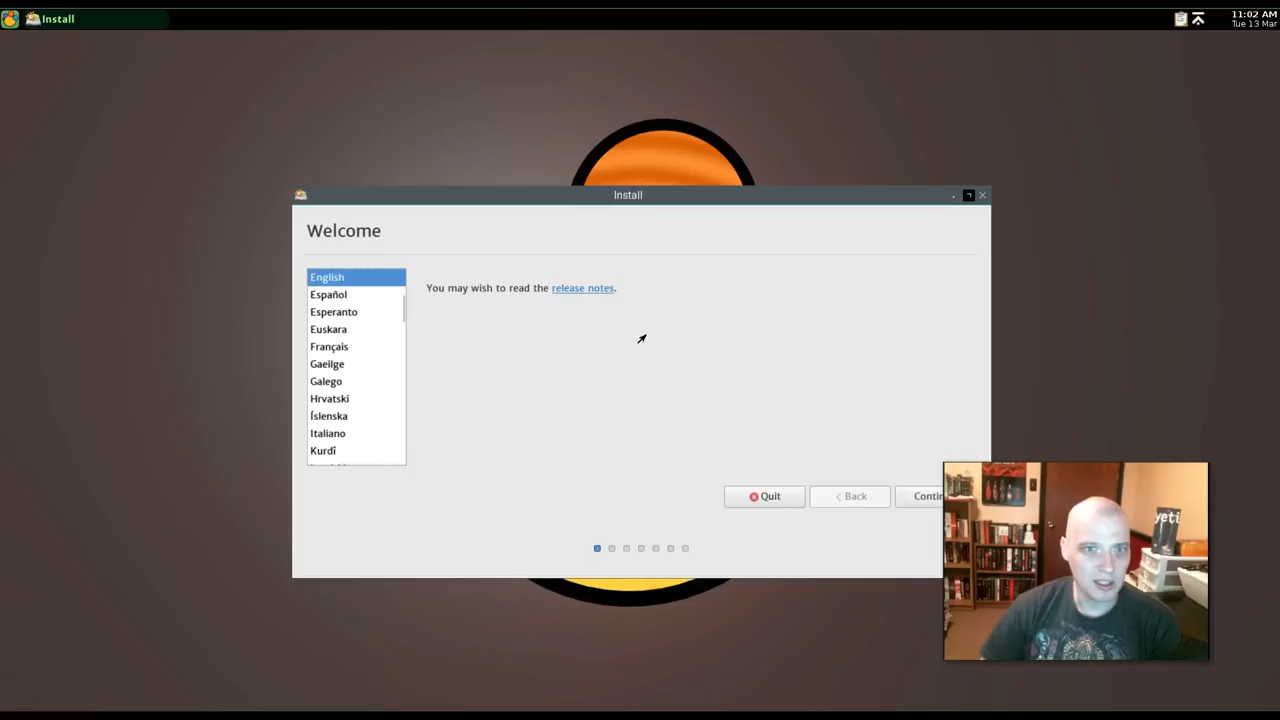 Install
11:02 AM
Tue 13 Mar
Install
Welcome
English
Español
Esperanto
Euskara
Français
Gaeilge
Galego
Hrvatski
Íslenska
Italiano
Kurdî
You may wish to read the release notes.
Quit
Back
Contin
yeti